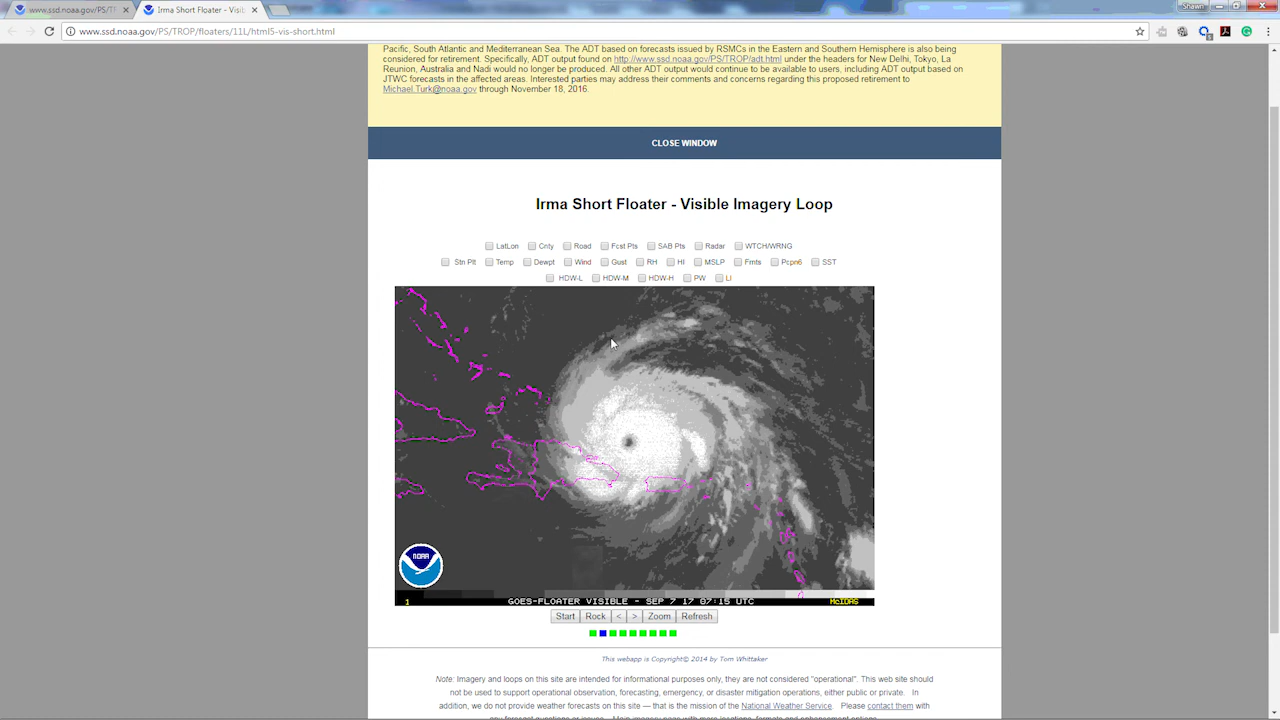 www.ssd.noaa.gov/PS/T
Irma Short Floater - Visib
Shawn
www.ssd.noaa.gov/PS/TROP/floaters/11L/html5-vis-short.html
Pacific, South Atlantic and Mediterranean Sea. The ADT based on forecasts issued by RSMCs in the Eastern and Southern Hemisphere is also being
considered for retirement. Specifically, ADT output found on http://www.ssd.noaa.gov/PS/TROP/adt.html under the headers for New Delhi, Tokyo, La
Reunion, Australia and Nadi would no longer be produced. All other ADT output would continue to be available to users, including ADT output based on
JTWC forecasts in the affected areas. Interested parties may address their comments and concerns regarding this proposed retirement to
Michael.Turk@noaa.gov through November 18, 2016.
CLOSE WINDOW
Irma Short Floater - Visible Imagery Loop
LatLon Cnty Road Fcst Pts SAB Pts Radar WTCH/WRNG
Stn Plt Temp Dewpt Wind Gust RH HI MSLP Frnts Pcpn6 SST
HDW-L HDW-M HDW-H PW LI
NOAA
1 GOES-FLOATER VISIBLE - SEP 7 17 07:15 UTC McIDAS
Start Rock < > Zoom Refresh
This webapp is Copyright© 2014 by Tom Whittaker
Note: Imagery and loops on this site are intended for informational purposes only, they are not considered "operational". This web site should
not be used to support operational observation, forecasting, emergency, or disaster mitigation operations, either public or private. In
addition, we do not provide weather forecasts on this site — that is the mission of the National Weather Service. Please contact them with